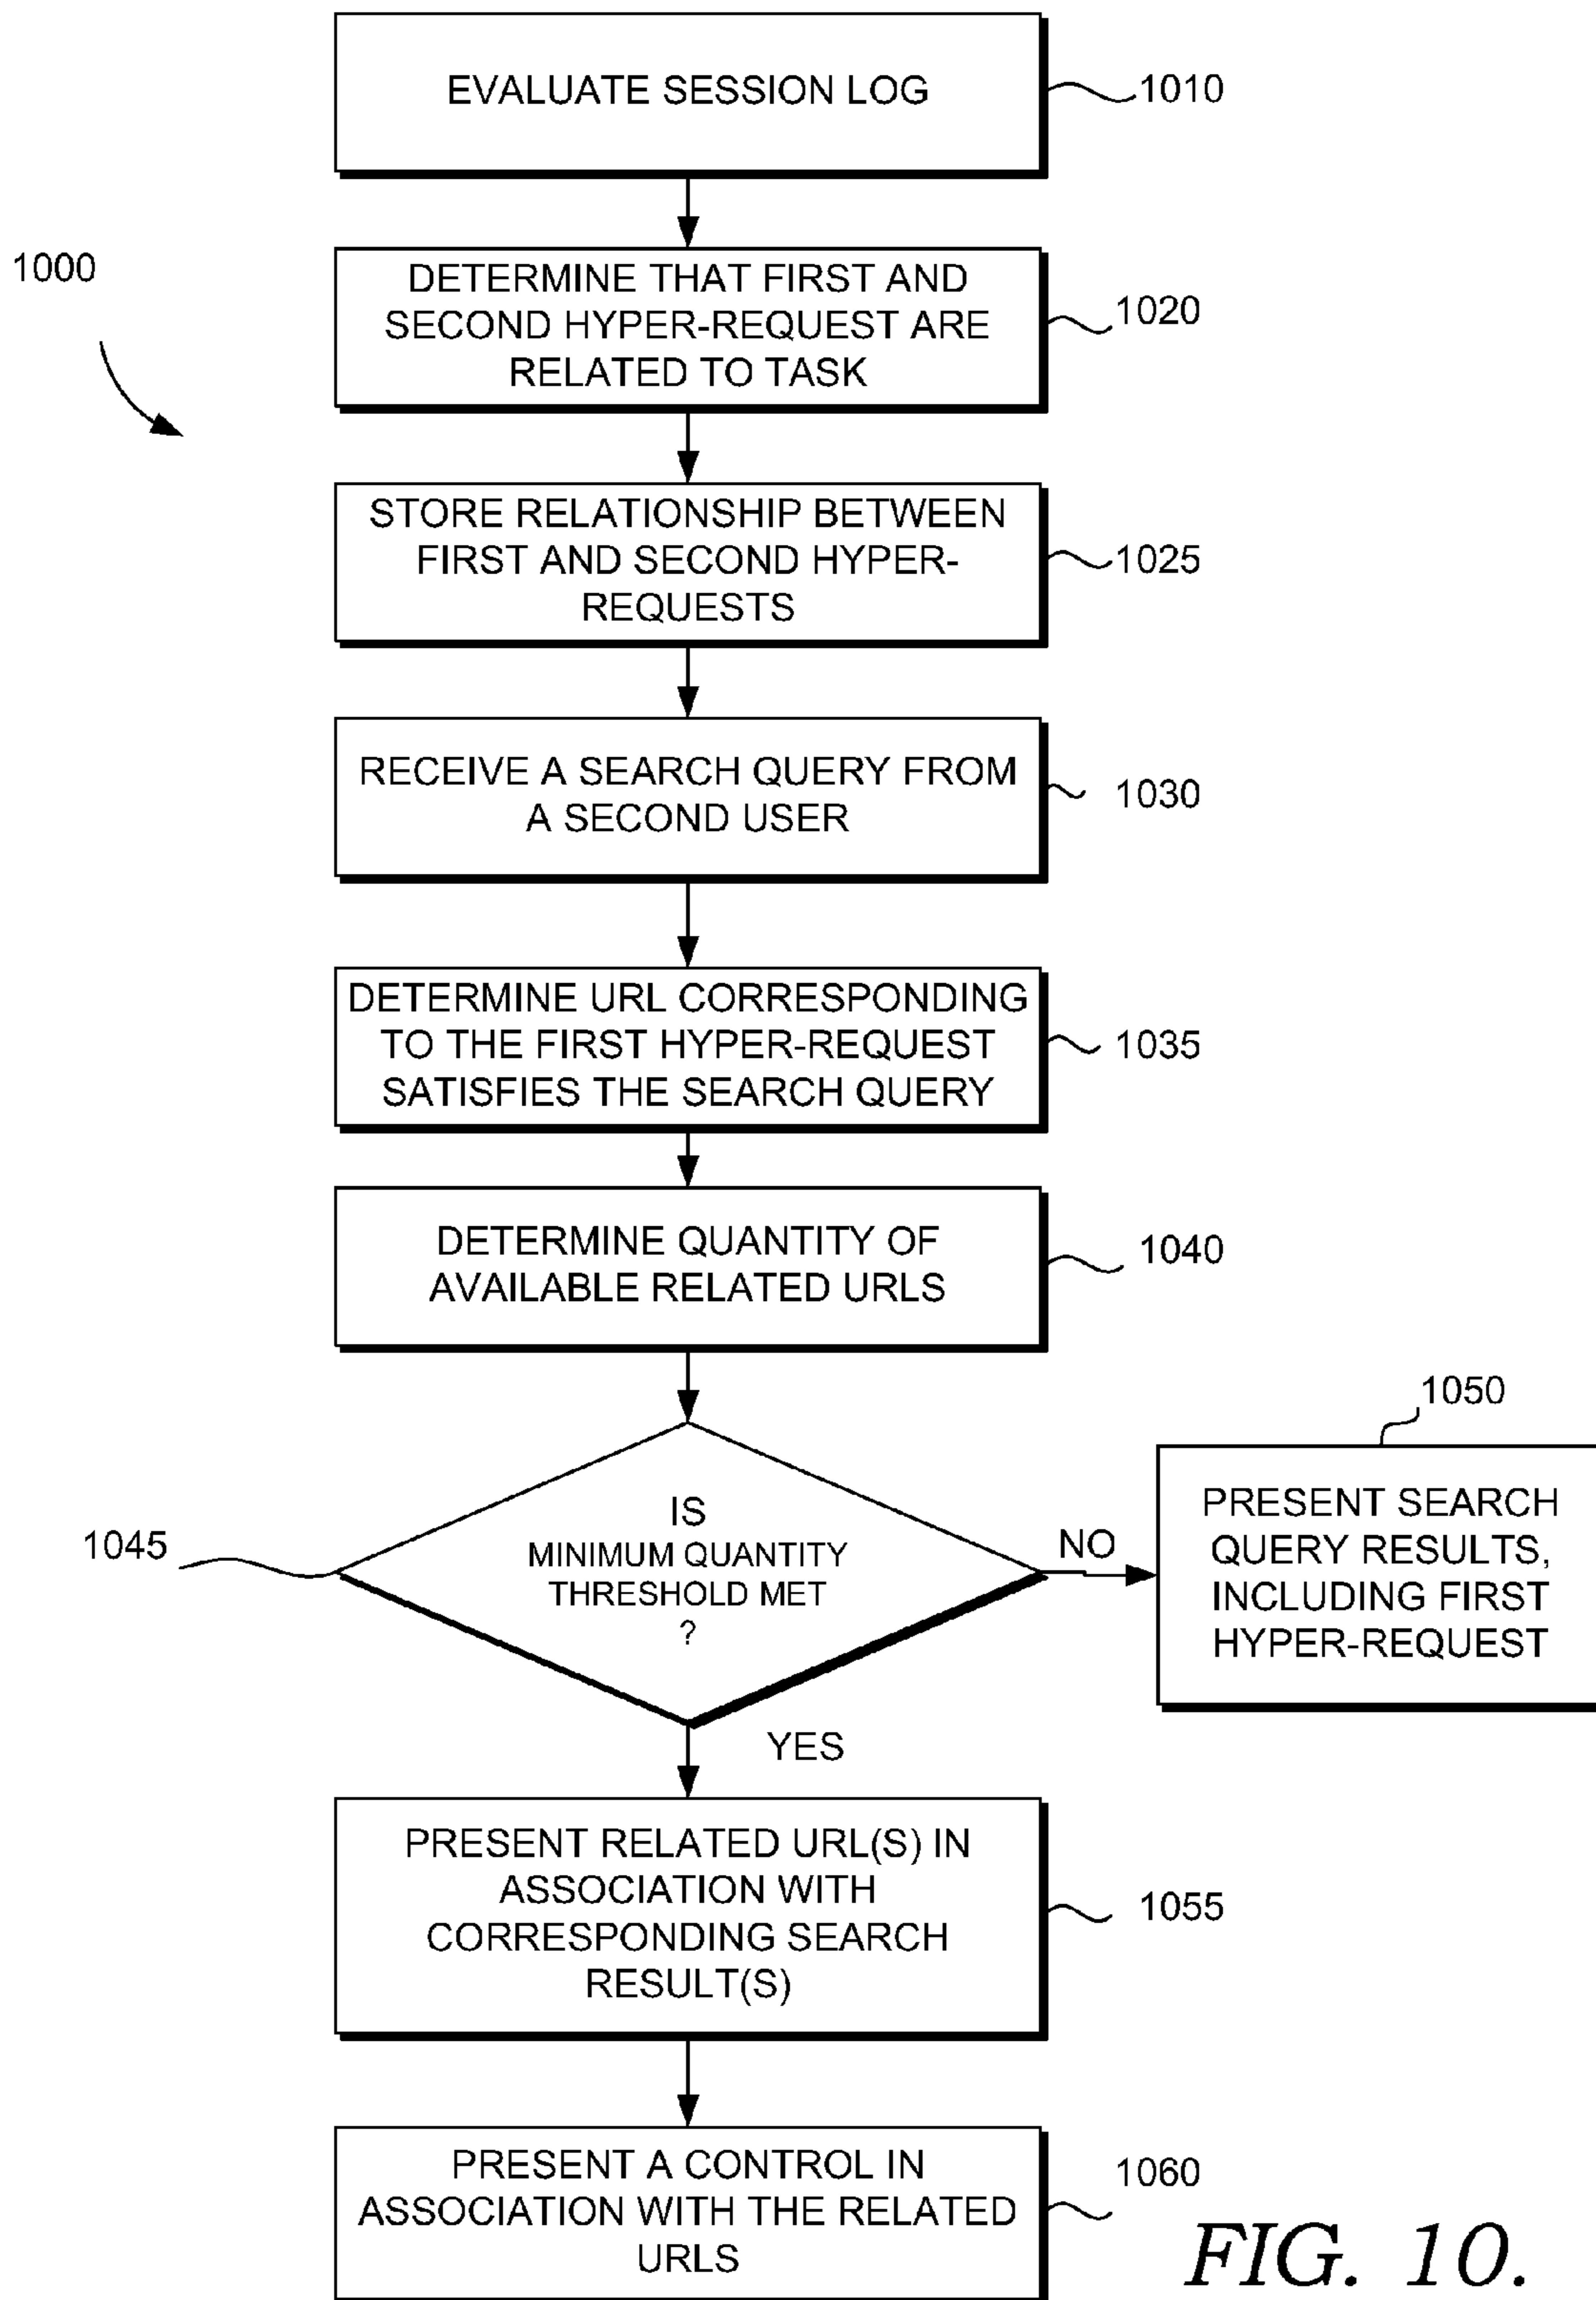 EVALUATE SESSION LOG
1010
1000
DETERMINE THAT FIRST AND
SECOND HYPER-REQUEST ARE
RELATED TO TASK
1020
STORE RELATIONSHIP BETWEEN
FIRST AND SECOND HYPER-
REQUESTS
1025
RECEIVE A SEARCH QUERY FROM
A SECOND USER
1030
DETERMINE URL CORRESPONDING
TO THE FIRST HYPER-REQUEST
SATISFIES THE SEARCH QUERY
1035
DETERMINE QUANTITY OF
AVAILABLE RELATED URLS
1040
1045
IS
MINIMUM QUANTITY
THRESHOLD MET
?
NO
YES
1050
PRESENT SEARCH
QUERY RESULTS,
INCLUDING FIRST
HYPER-REQUEST
PRESENT RELATED URL(S) IN
ASSOCIATION WITH
CORRESPONDING SEARCH
RESULT(S)
1055
PRESENT A CONTROL IN
ASSOCIATION WITH THE RELATED
URLS
1060
FIG. 10.